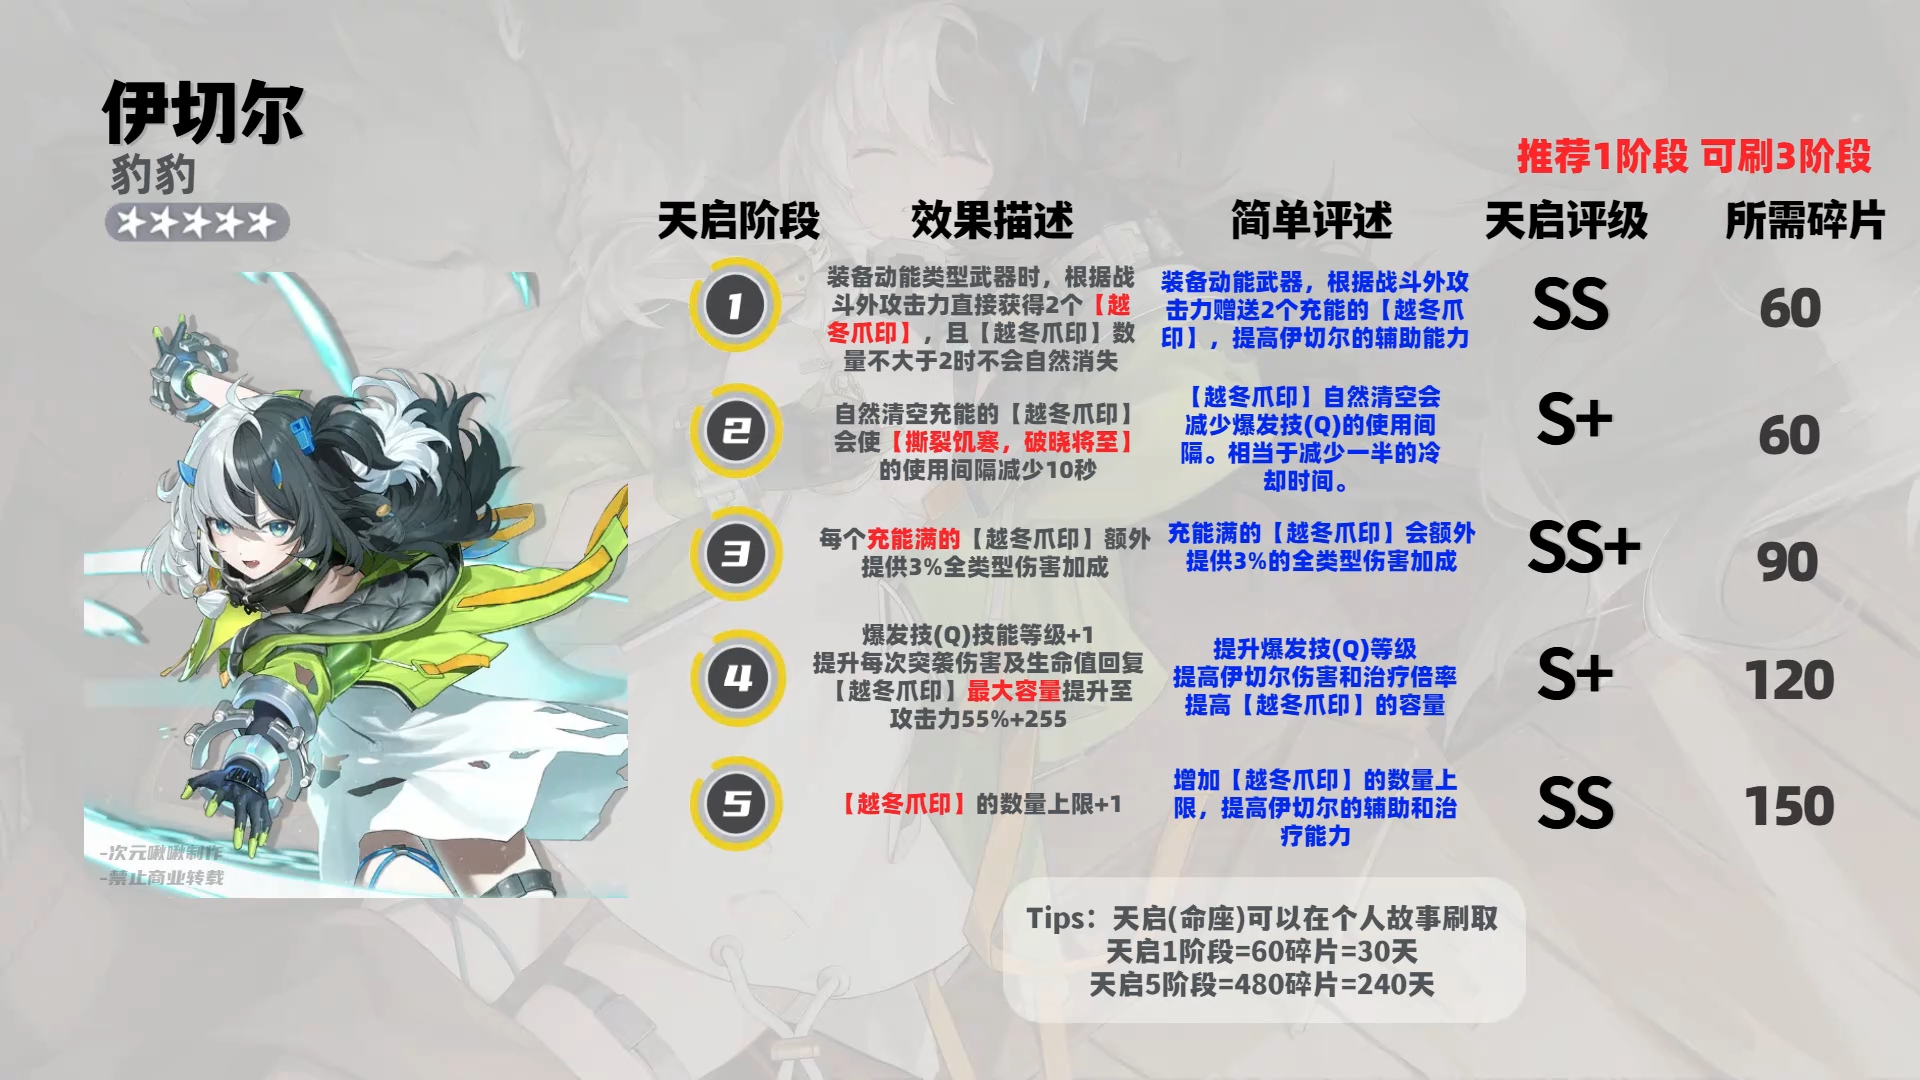 伊切尔
豹豹
推荐1阶段 可刷3阶段
天启阶段 效果描述 简单评述 天启评级 所需碎片
1
装备动能类型武器时，根据战
斗外攻击力直接获得2个【越
冬爪印】，且【越冬爪印】数
量不大于2时不会自然消失
装备动能武器，根据战斗外攻
击力赠送2个充能的【越冬爪
印】，提高伊切尔的辅助能力
SS
60
2
自然清空充能的【越冬爪印】
会使【撕裂饥寒，破晓将至】
的使用间隔减少10秒
【越冬爪印】自然清空会
减少爆发技(Q)的使用间
隔。相当于减少一半的冷
却时间。
S+
60
3
每个充能满的【越冬爪印】额外
提供3%全类型伤害加成
充能满的【越冬爪印】会额外
提供3%的全类型伤害加成
SS+
90
4
爆发技(Q)技能等级+1
提升每次突袭伤害及生命值回复
【越冬爪印】最大容量提升至
攻击力55%+255
提升爆发技(Q)等级
提高伊切尔伤害和治疗倍率
提高【越冬爪印】的容量
S+
120
5
【越冬爪印】的数量上限+1
增加【越冬爪印】的数量上
限，提高伊切尔的辅助和治
疗能力
SS
150
-次元啾啾制作
-禁止商业转载
Tips：天启(命座)可以在个人故事刷取
天启1阶段=60碎片=30天
天启5阶段=480碎片=240天